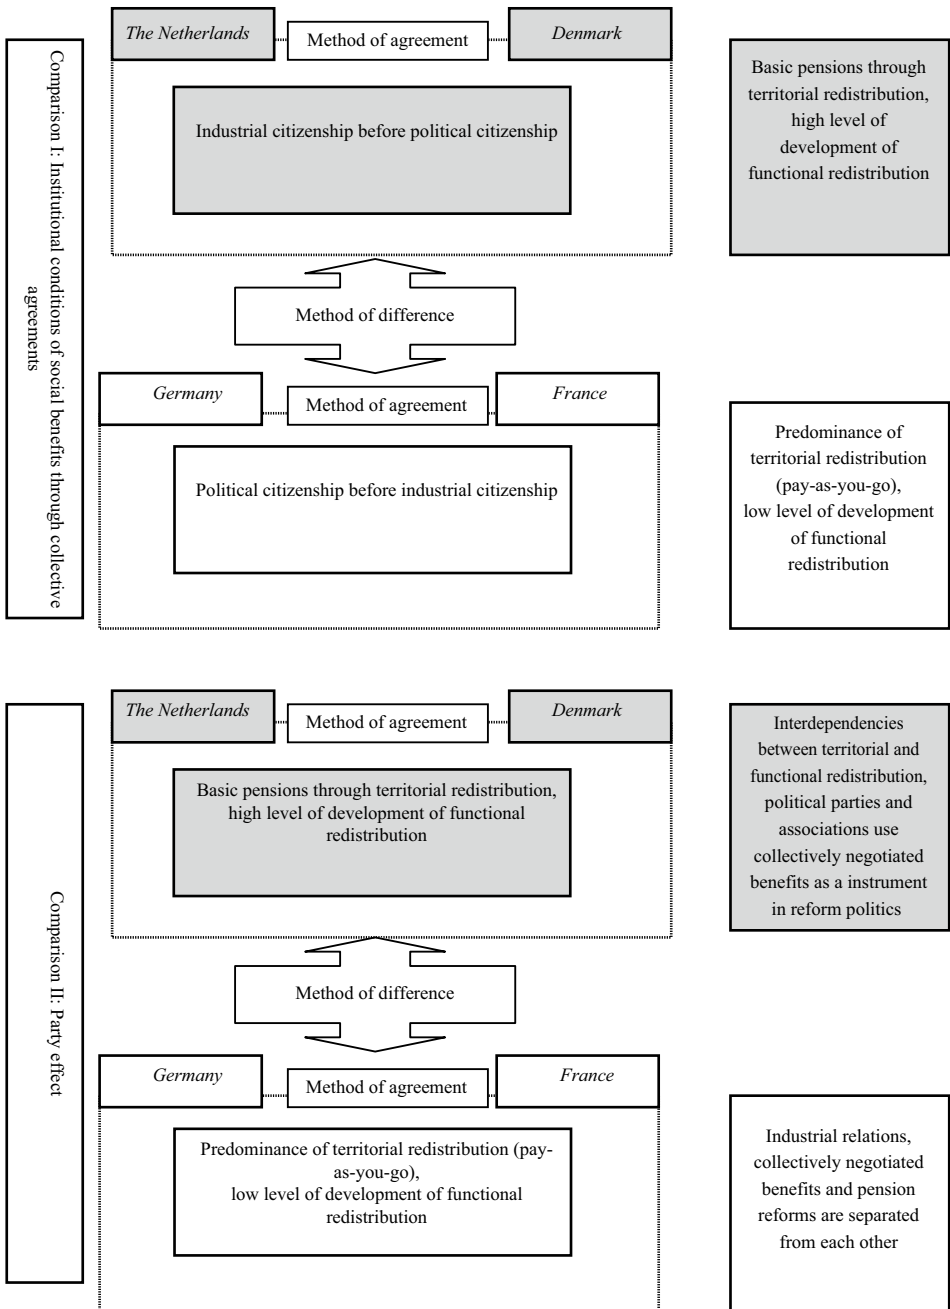 Comparison I: Institutional conditions of social benefits through collective
agreements
The Netherlands
Method of agreement
Denmark
Industrial citizenship before political citizenship
Basic pensions through
territorial redistribution,
high level of
development of
functional redistribution
Method of difference
Germany
Method of agreement
France
Political citizenship before industrial citizenship
Predominance of
territorial redistribution
(pay-as-you-go),
low level of development
of functional
redistribution
Comparison II: Party effect
The Netherlands
Method of agreement
Denmark
Basic pensions through territorial redistribution,
high level of development of functional
redistribution
Interdependencies
between territorial and
functional redistribution,
political parties and
associations use
collectively negotiated
benefits as a instrument
in reform politics
Method of difference
Germany
Method of agreement
France
Predominance of territorial redistribution (pay-
as-you-go),
low level of development of functional
redistribution
Industrial relations,
collectively negotiated
benefits and pension
reforms are separated
from each other